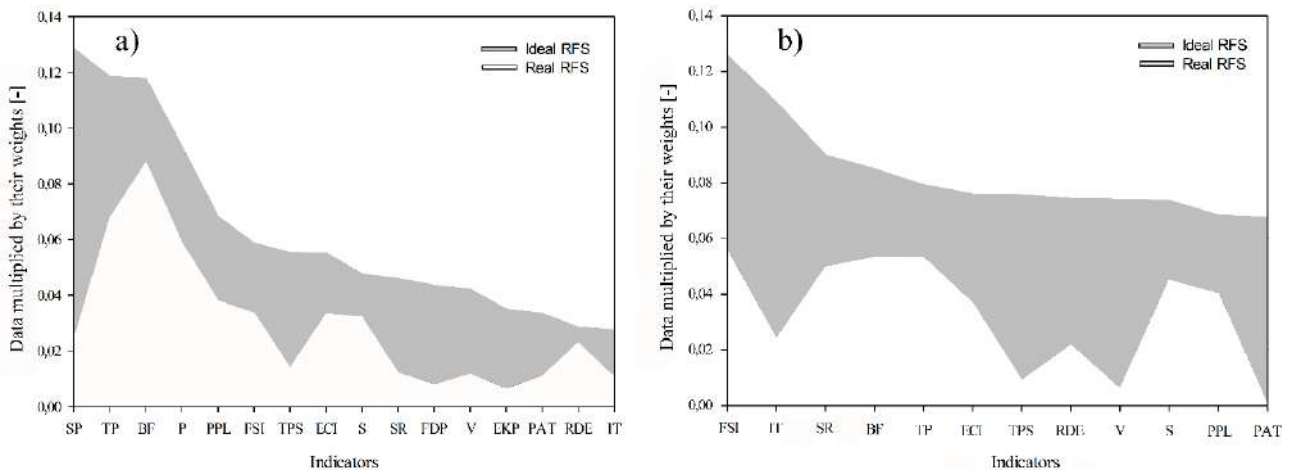 a)
Ideal RFS
Real RFS
Data multiplied by their weights [-]
0,14
0,12
0,10
0,08
0,06
0,04
0,02
0,00
SP TP BF P PPL FSI TPS ECI S SR FDP V EKP PAT RDE IT
Indicators
b)
Ideal RFS
Real RFS
Data multiplied by their weights [-]
0,14
0,12
0,10
0,08
0,06
0,04
0,02
0,00
FSI IT SR BF TP ECI TPS RDE V S PPL PAT
Indicators